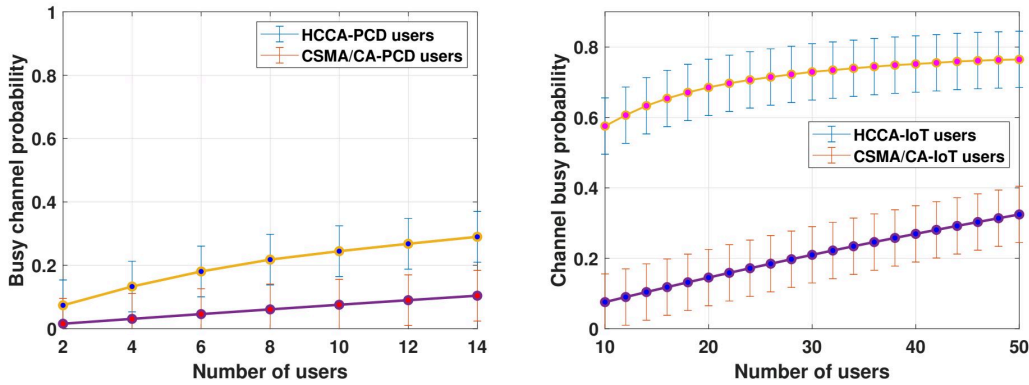 HCCA-PCD users
CSMA/CA-PCD users
Busy channel probability
1
0.8
0.6
0.4
0.2
0
2 4 6 8 10 12 14
Number of users
HCCA-IoT users
CSMA/CA-IoT users
Channel busy probability
0.8
0.6
0.4
0.2
0
10 20 30 40 50
Number of users